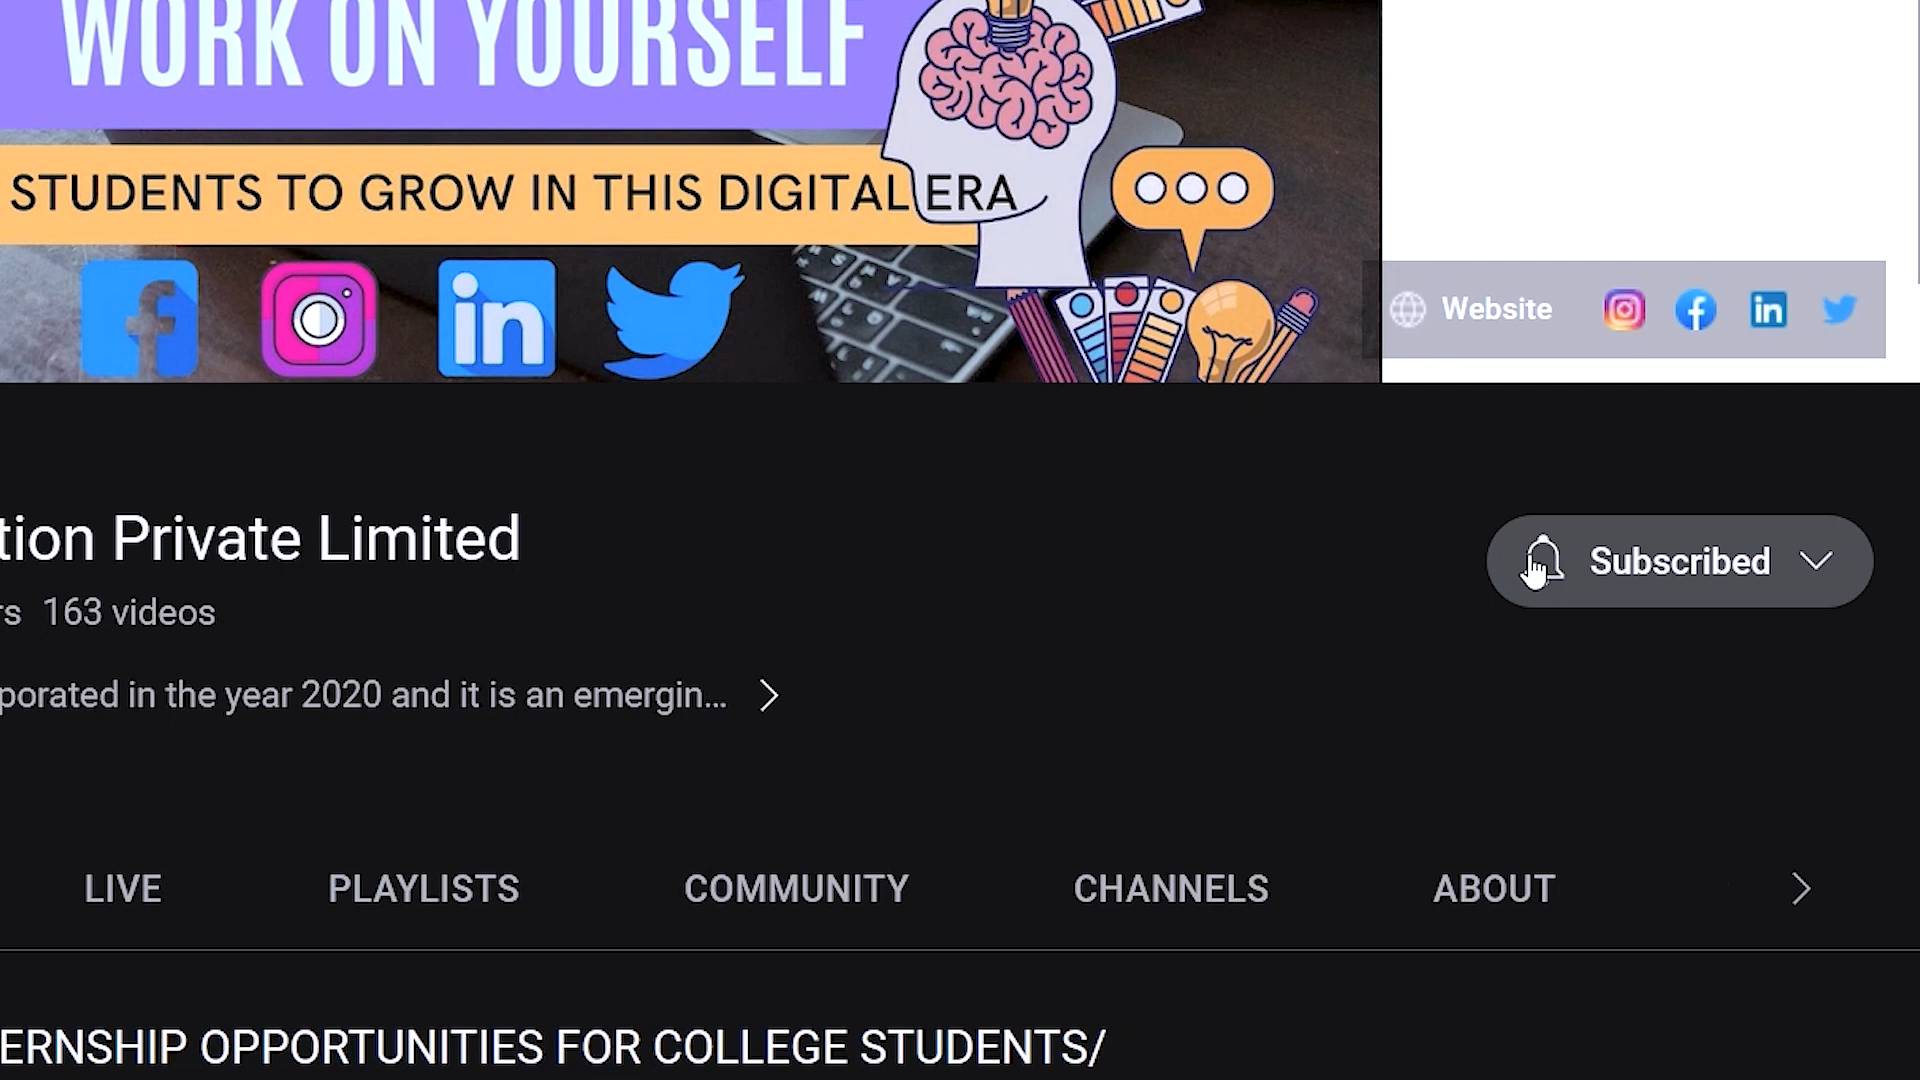 WORK ON YOURSELF
STUDENTS TO GROW IN THIS DIGITAL ERA
Website
tion Private Limited
Subscribed
rs 163 videos
porated in the year 2020 and it is an emergin...
LIVE PLAYLISTS COMMUNITY CHANNELS ABOUT
ERNSHIP OPPORTUNITIES FOR COLLEGE STUDENTS/